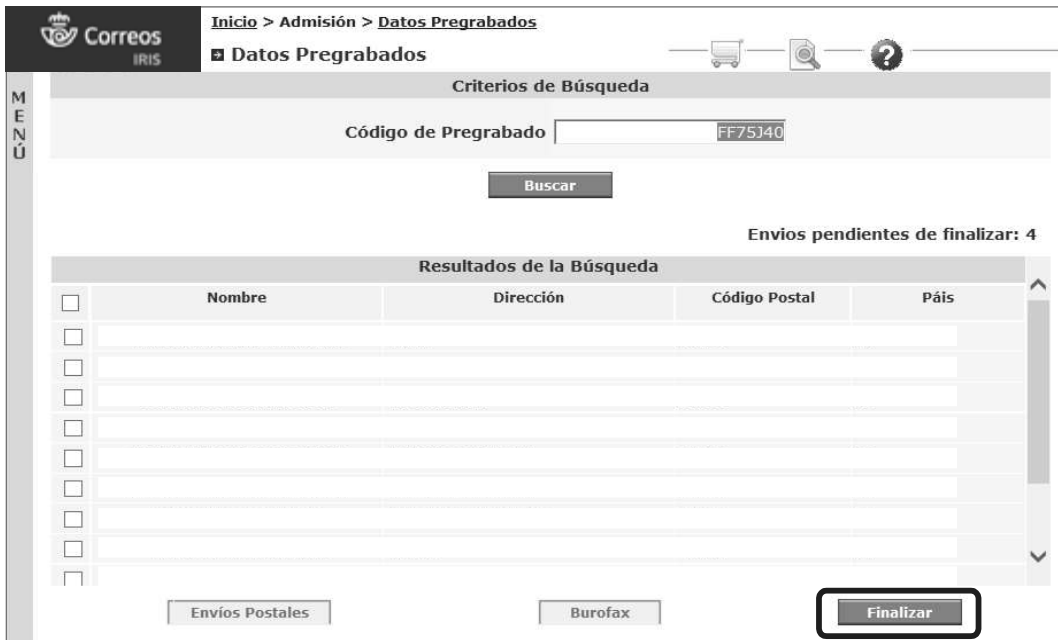 Correos
IRIS
Inicio > Admisión > Datos Pregrabados
Datos Pregrabados
?
MENÚ
Criterios de Búsqueda
Código de Pregrabado FF75J40
Buscar
Envios pendientes de finalizar: 4
Resultados de la Búsqueda
Nombre Dirección Código Postal Páis
Envíos Postales Burofax Finalizar